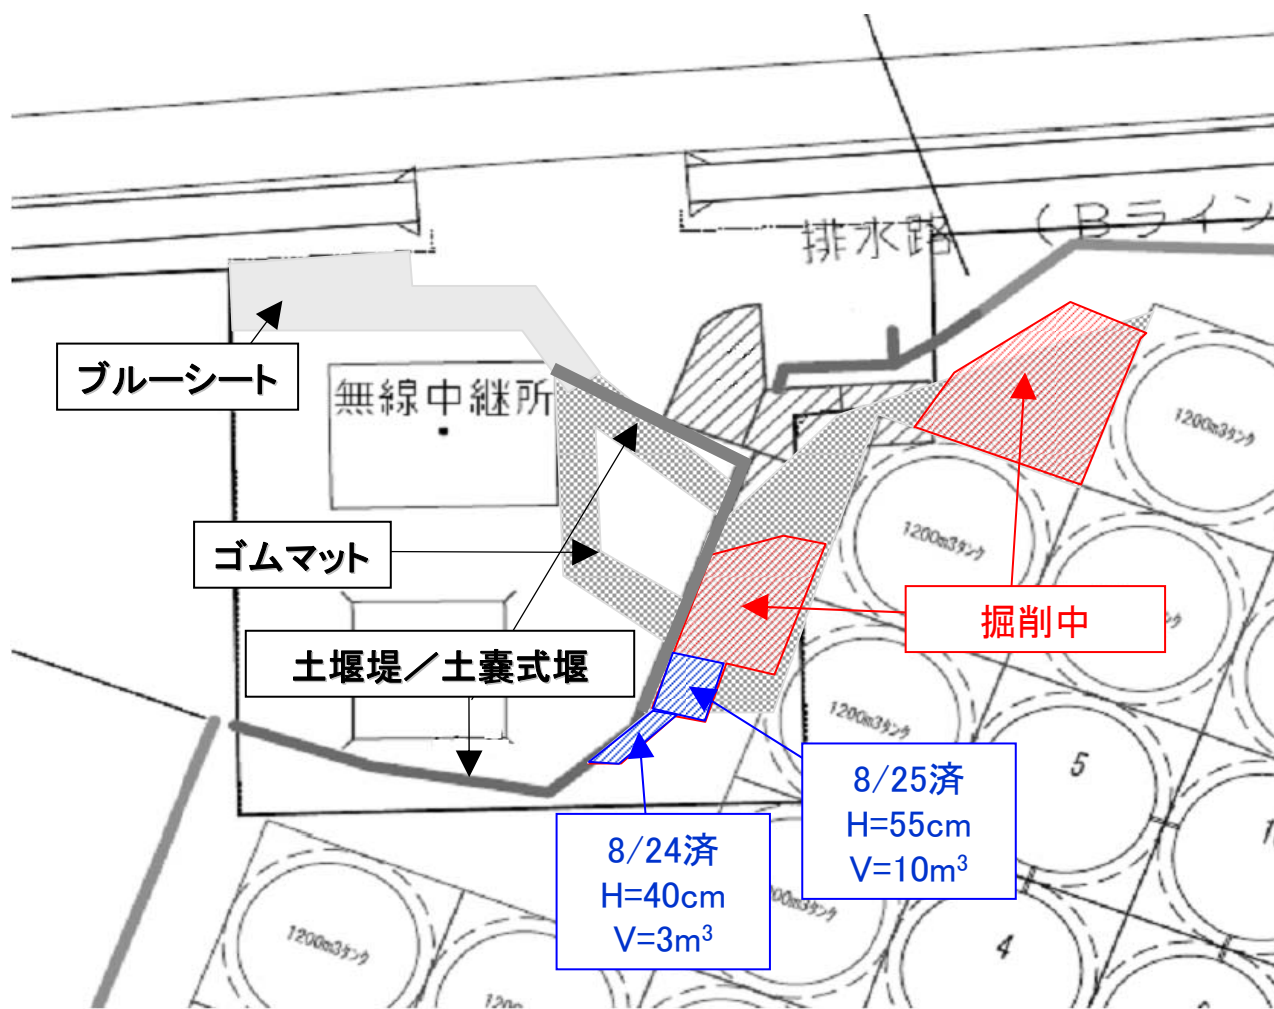 排水路
(Bライン
ブルーシート
無線中継所
1200m3タンク
1200m3タンク
ゴムマット
掘削中
土堰堤／土嚢式堰
1200m3タンク
5
8/25済
H=55cm
V=10m³
8/24済
H=40cm
V=3m³
1200m3タンク
4